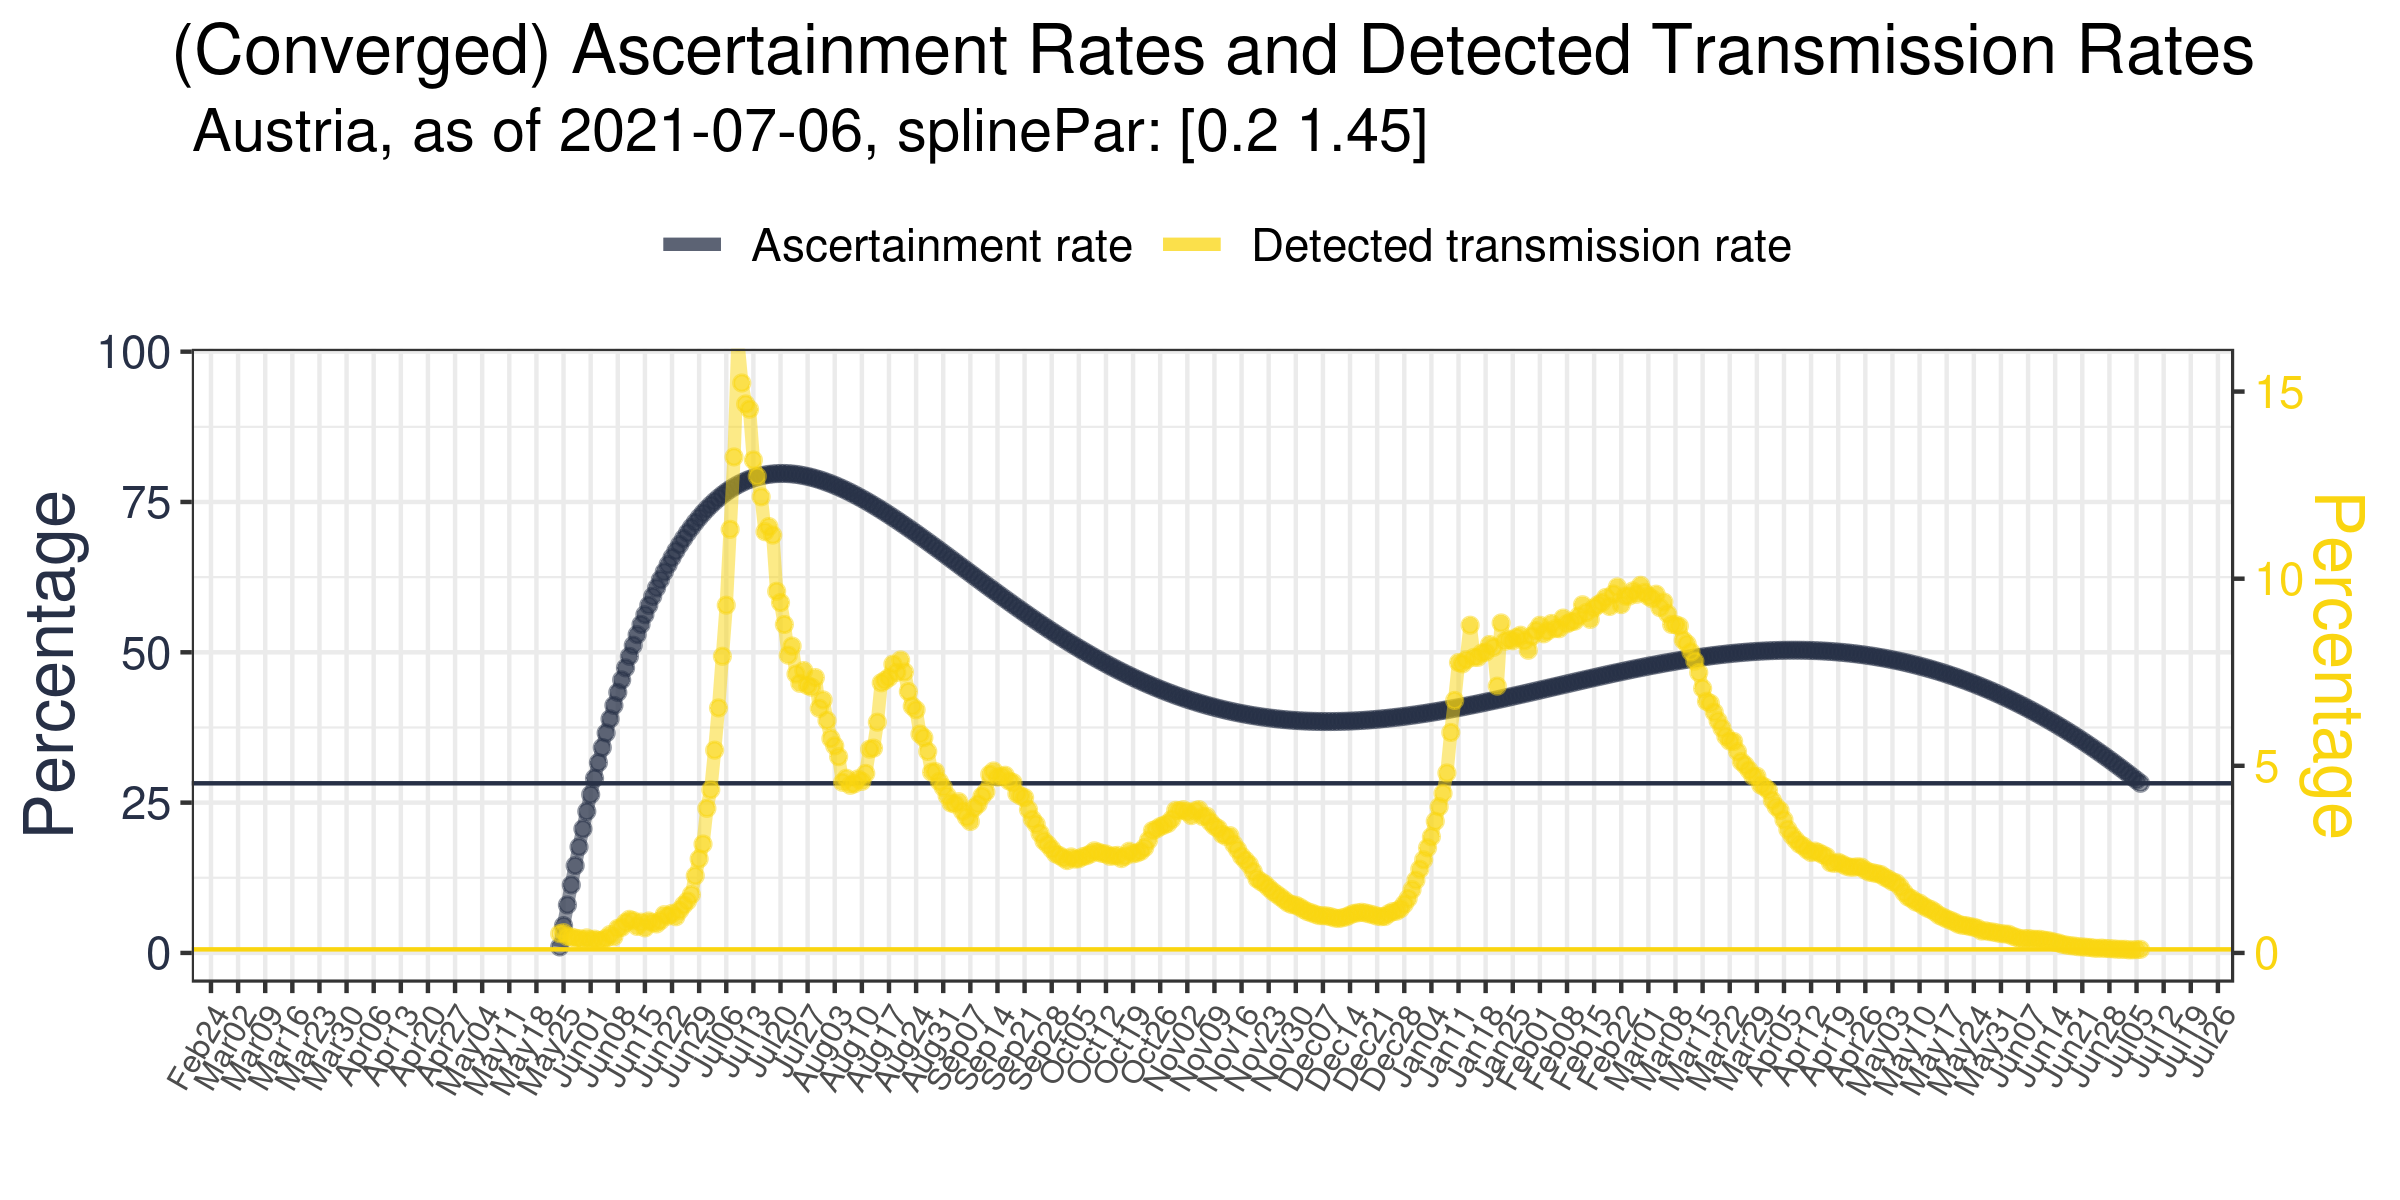 (Converged) Ascertainment Rates and Detected Transmission Rates
Austria, as of 2021-07-06, splinePar: [0.2 1.45]
Ascertainment rate
Detected transmission rate
Percentage
100
75
50
25
0
15
10
5
0
Percentage
Feb24
Mar02
Mar09
Mar16
Mar23
Mar30
Apr06
Apr13
Apr20
Apr27
May04
May11
May18
May25
Jun01
Jun08
Jun15
Jun22
Jun29
Jul06
Jul13
Jul20
Jul27
Aug03
Aug10
Aug17
Aug24
Aug31
Sep07
Sep14
Sep21
Sep28
Oct05
Oct12
Oct19
Oct26
Nov02
Nov09
Nov16
Nov23
Nov30
Dec07
Dec14
Dec21
Dec28
Jan04
Jan11
Jan18
Jan25
Feb01
Feb08
Feb15
Feb22
Mar01
Mar08
Mar15
Mar22
Mar29
Apr05
Apr12
Apr19
Apr26
May03
May10
May17
May24
May31
Jun07
Jun14
Jun21
Jun28
Jul05
Jul12
Jul19
Jul26